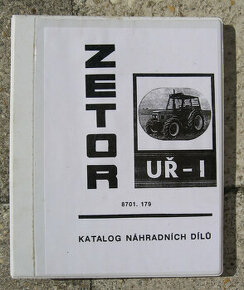 ZETOR
UŘ-I
8701. 179
KATALOG NÁHRADNÍCH DÍLŮ